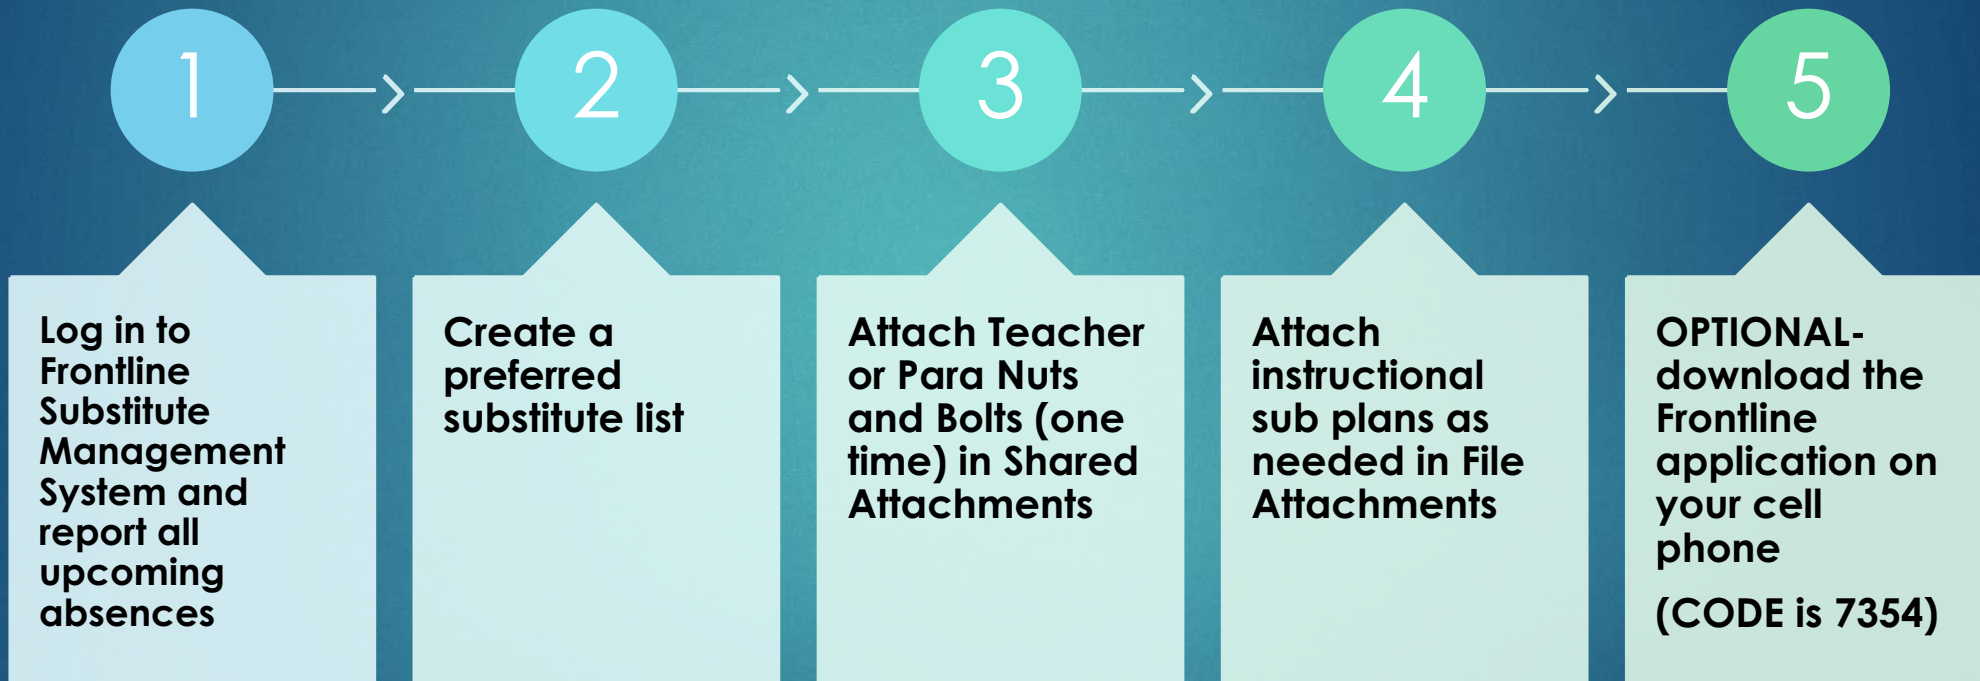 1
2
3
4
5
Log in to
Frontline
Substitute
Management
System and
report all
upcoming
absences
Create a
preferred
substitute list
Attach Teacher
or Para Nuts
and Bolts (one
time) in Shared
Attachments
Attach
instructional
sub plans as
needed in File
Attachments
OPTIONAL-
download the
Frontline
application on
your cell
phone
(CODE is 7354)